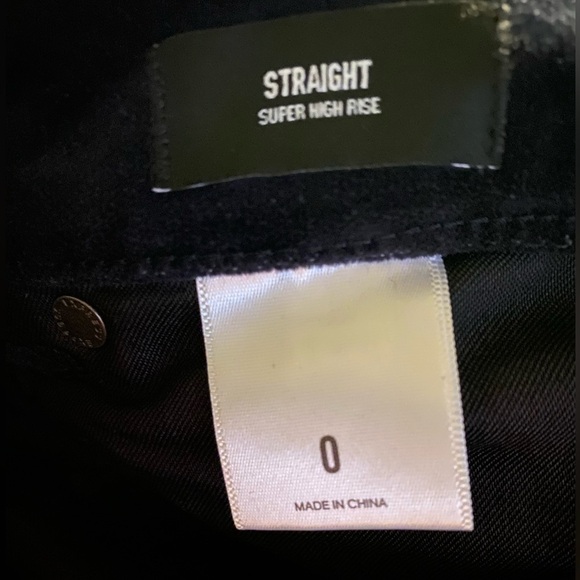 STRAIGHT
SUPER HIGH RISE
0
MADE IN CHINA